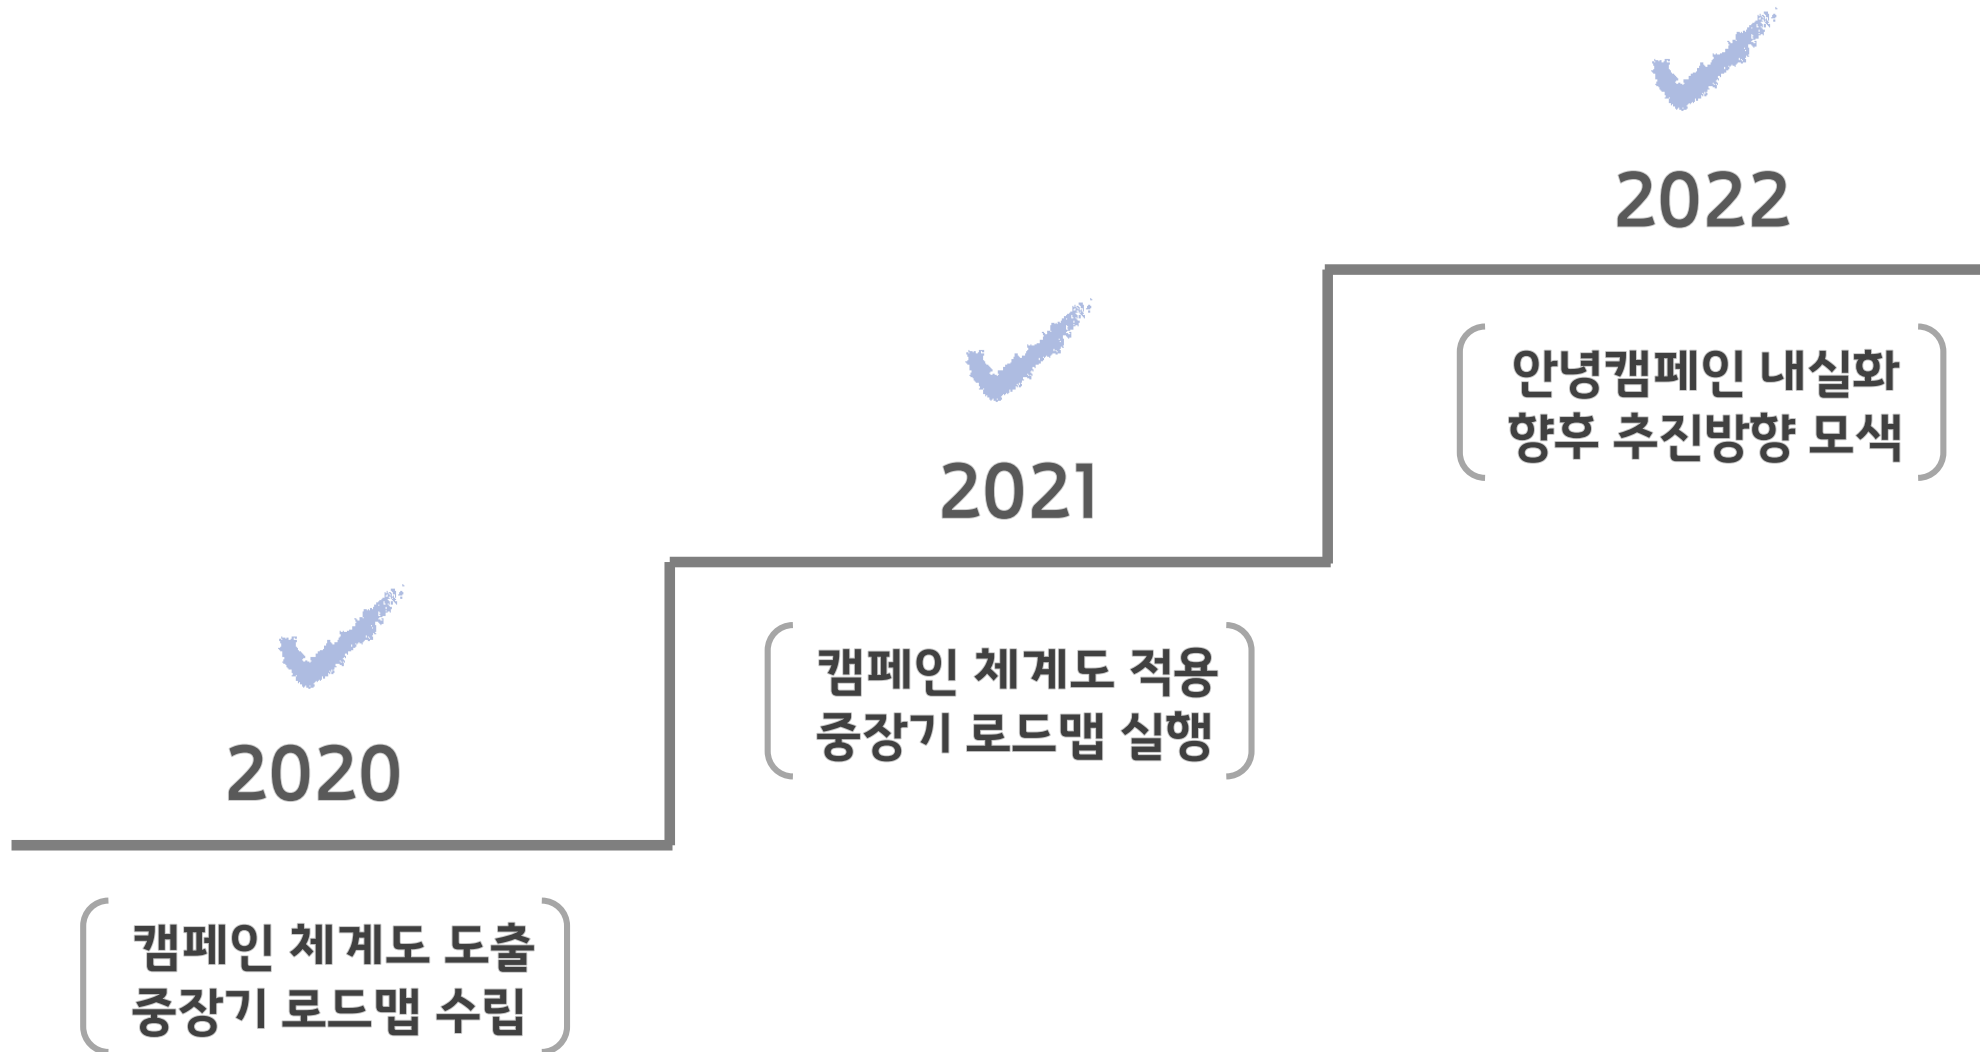 2020
캠페인 체계도 도출
중장기 로드맵 수립
2021
캠페인 체계도 적용
중장기 로드맵 실행
2022
안녕캠페인 내실화
향후 추진방향 모색